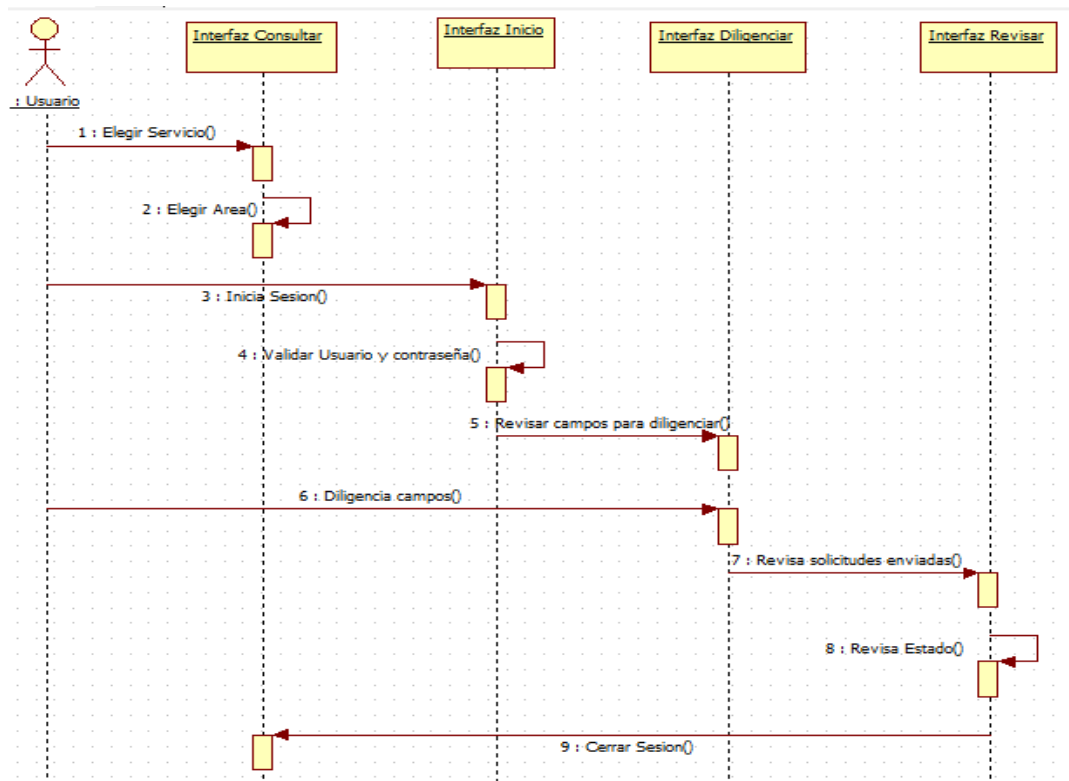 Interfaz Consultar
Interfaz Inicio
Interfaz Diligenciar
Interfaz Revisar
: Usuario
1 : Elegir Servicio()
2 : Elegir Area()
3 : Inicia Sesion()
4 : Validar Usuario y contraseña()
5 : Revisar campos para diligenciar()
6 : Diligencia campos()
7 : Revisa solicitudes enviadas()
8 : Revisa Estado()
9 : Cerrar Sesion()